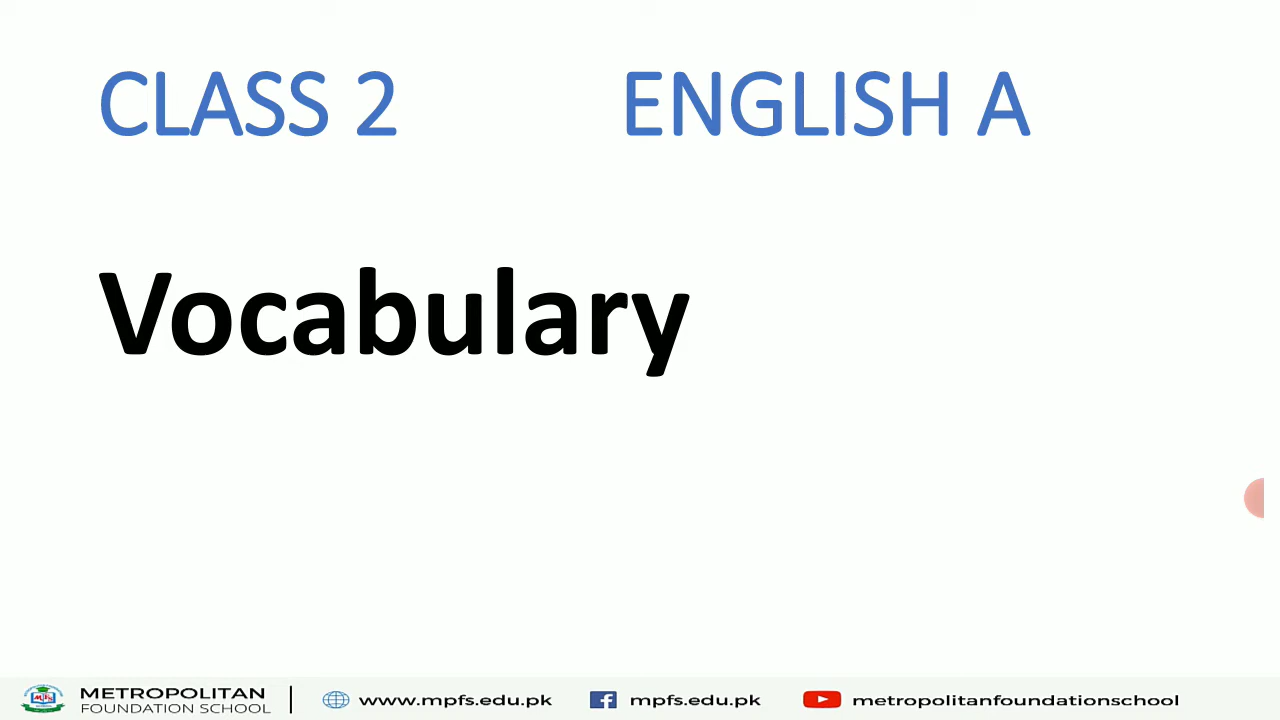 CLASS 2 ENGLISH A
Vocabulary
METROPOLITAN
FOUNDATION SCHOOL
www.mpfs.edu.pk mpfs.edu.pk metropolitanfoundationschool